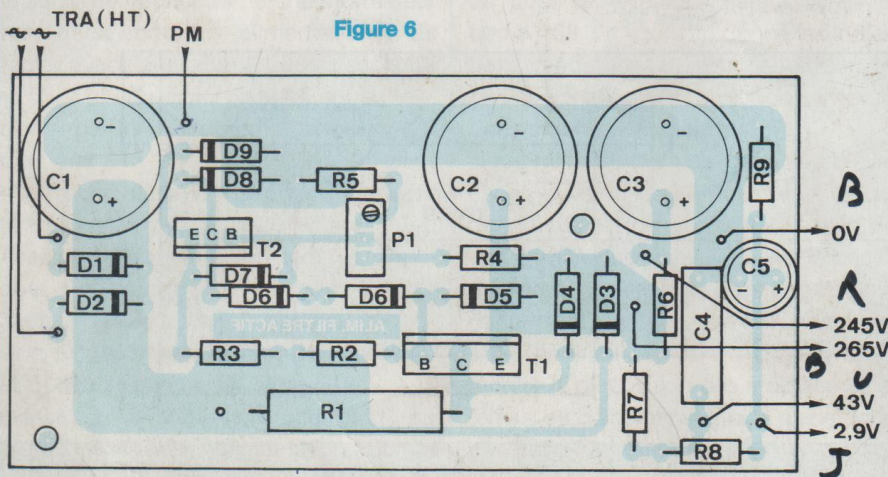 TRA(HT)
PM
Figure 6
C1
- +
D9
D8
R5
C2
- +
C3
- +
R9
B
0V
E C B
T2
P1
R4
D1
D7
D6
D6
D5
D4
D3
R6
C4
C5
- +
245V
265V
D2
ALIM. FILTRE ACTIF
R3
R2
B C E
T1
B
U
43V
R1
R7
R8
2,9V
J